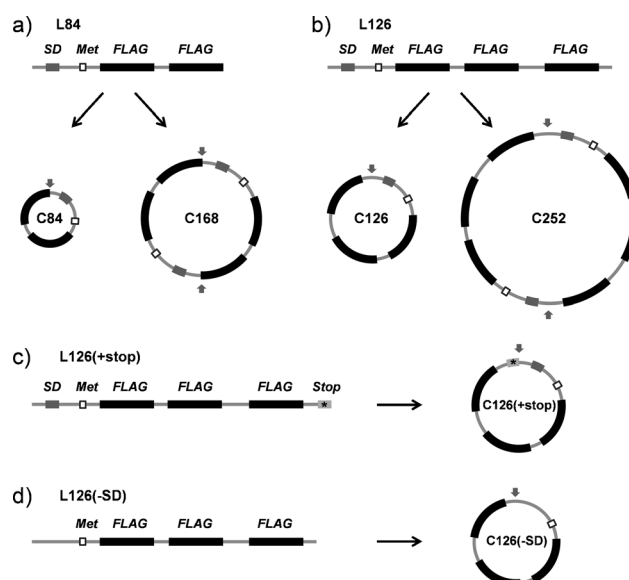 a) L84
SD Met FLAG FLAG
C84
C168
b) L126
SD Met FLAG FLAG FLAG
C126
C252
c) L126(+stop)
SD Met FLAG FLAG FLAG Stop
*
*
C126(+stop)
d) L126(-SD)
Met FLAG FLAG FLAG
C126(-SD)